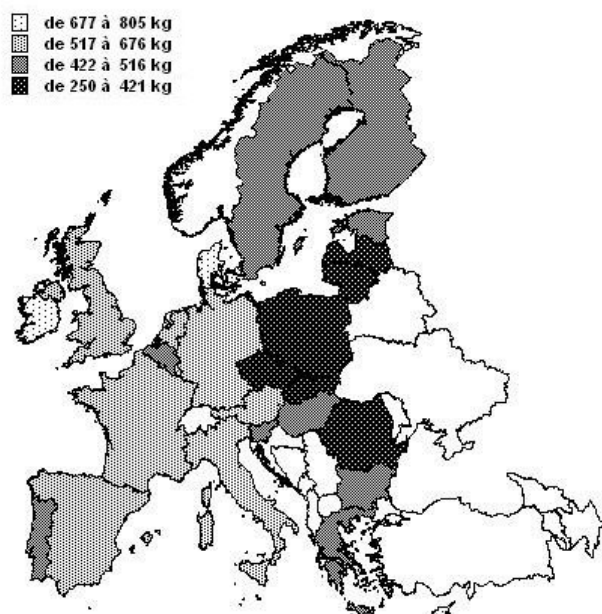 de 677 à 805 kg
de 517 à 676 kg
de 422 à 516 kg
de 250 à 421 kg